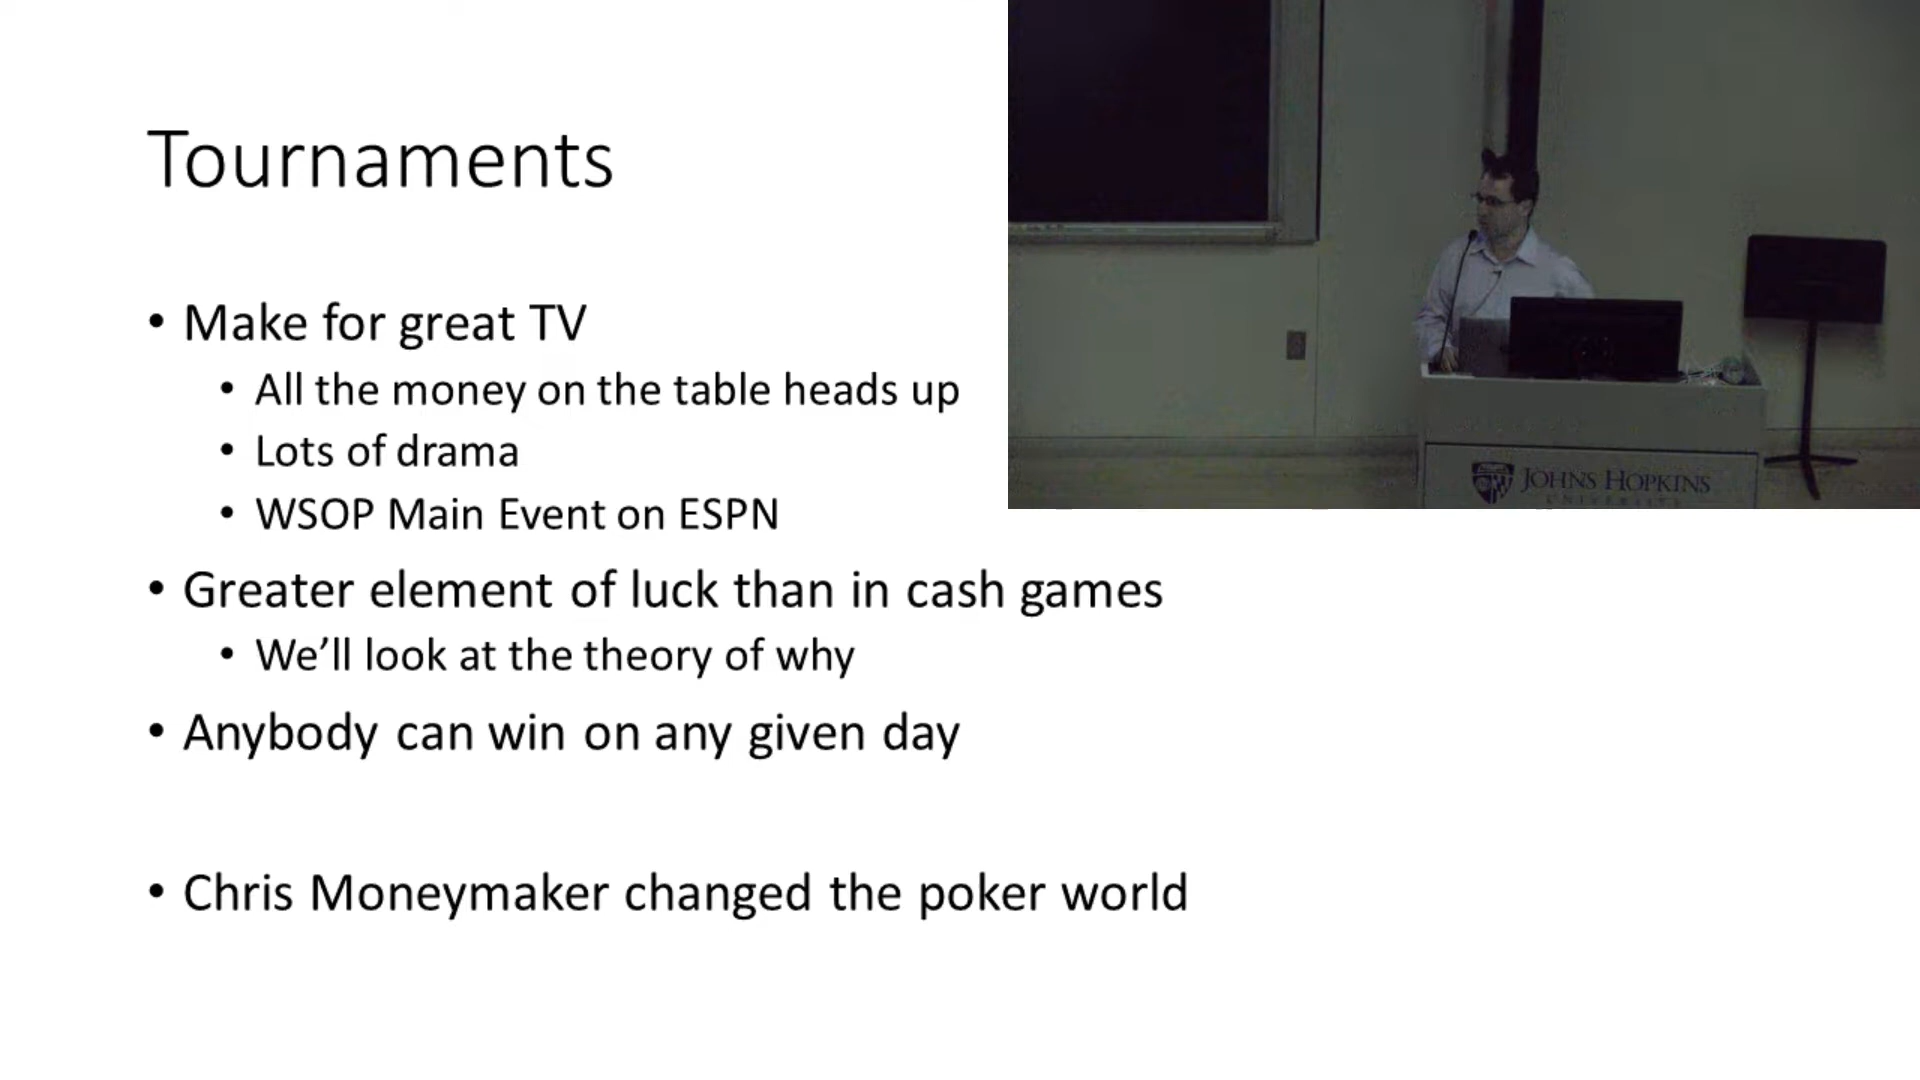 Tournaments
• Make for great TV
• All the money on the table heads up
• Lots of drama
• WSOP Main Event on ESPN
• Greater element of luck than in cash games
• We’ll look at the theory of why
• Anybody can win on any given day
• Chris Moneymaker changed the poker world
JOHNS HOPKINS
UNIVERSITY